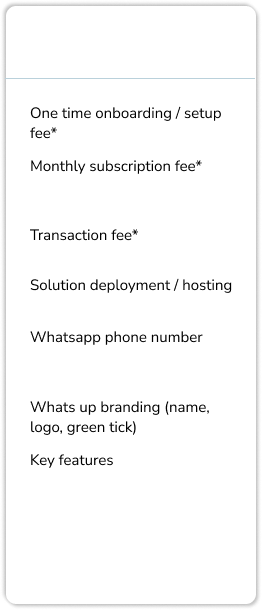 One time onboarding / setup
fee*
Monthly subscription fee*
Transaction fee*
Solution deployment / hosting
Whatsapp phone number
Whats up branding (name,
logo, green tick)
Key features